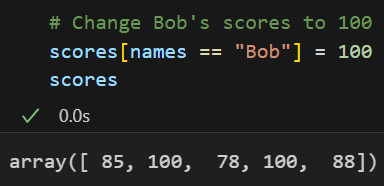 # Change Bob's scores to 100
scores[names == "Bob"] = 100
scores
0.0s
array([ 85, 100,  78, 100,  88])